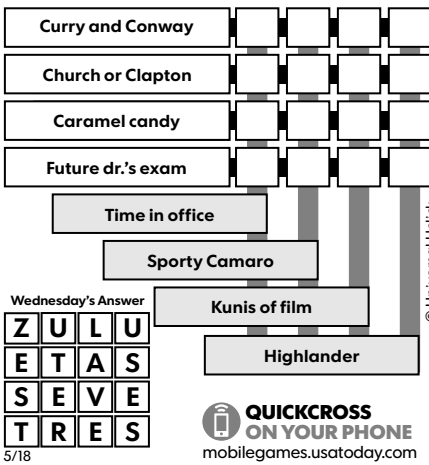 Curry and Conway
Church or Clapton
Caramel candy
Future dr.'s exam
Time in office
Sporty Camaro
Kunis of film
Highlander
Wednesday's Answer
Z U L U
E T A S
S E V E
T R E S
5/18
QUICKCROSS
ON YOUR PHONE
mobilegames.usatoday.com